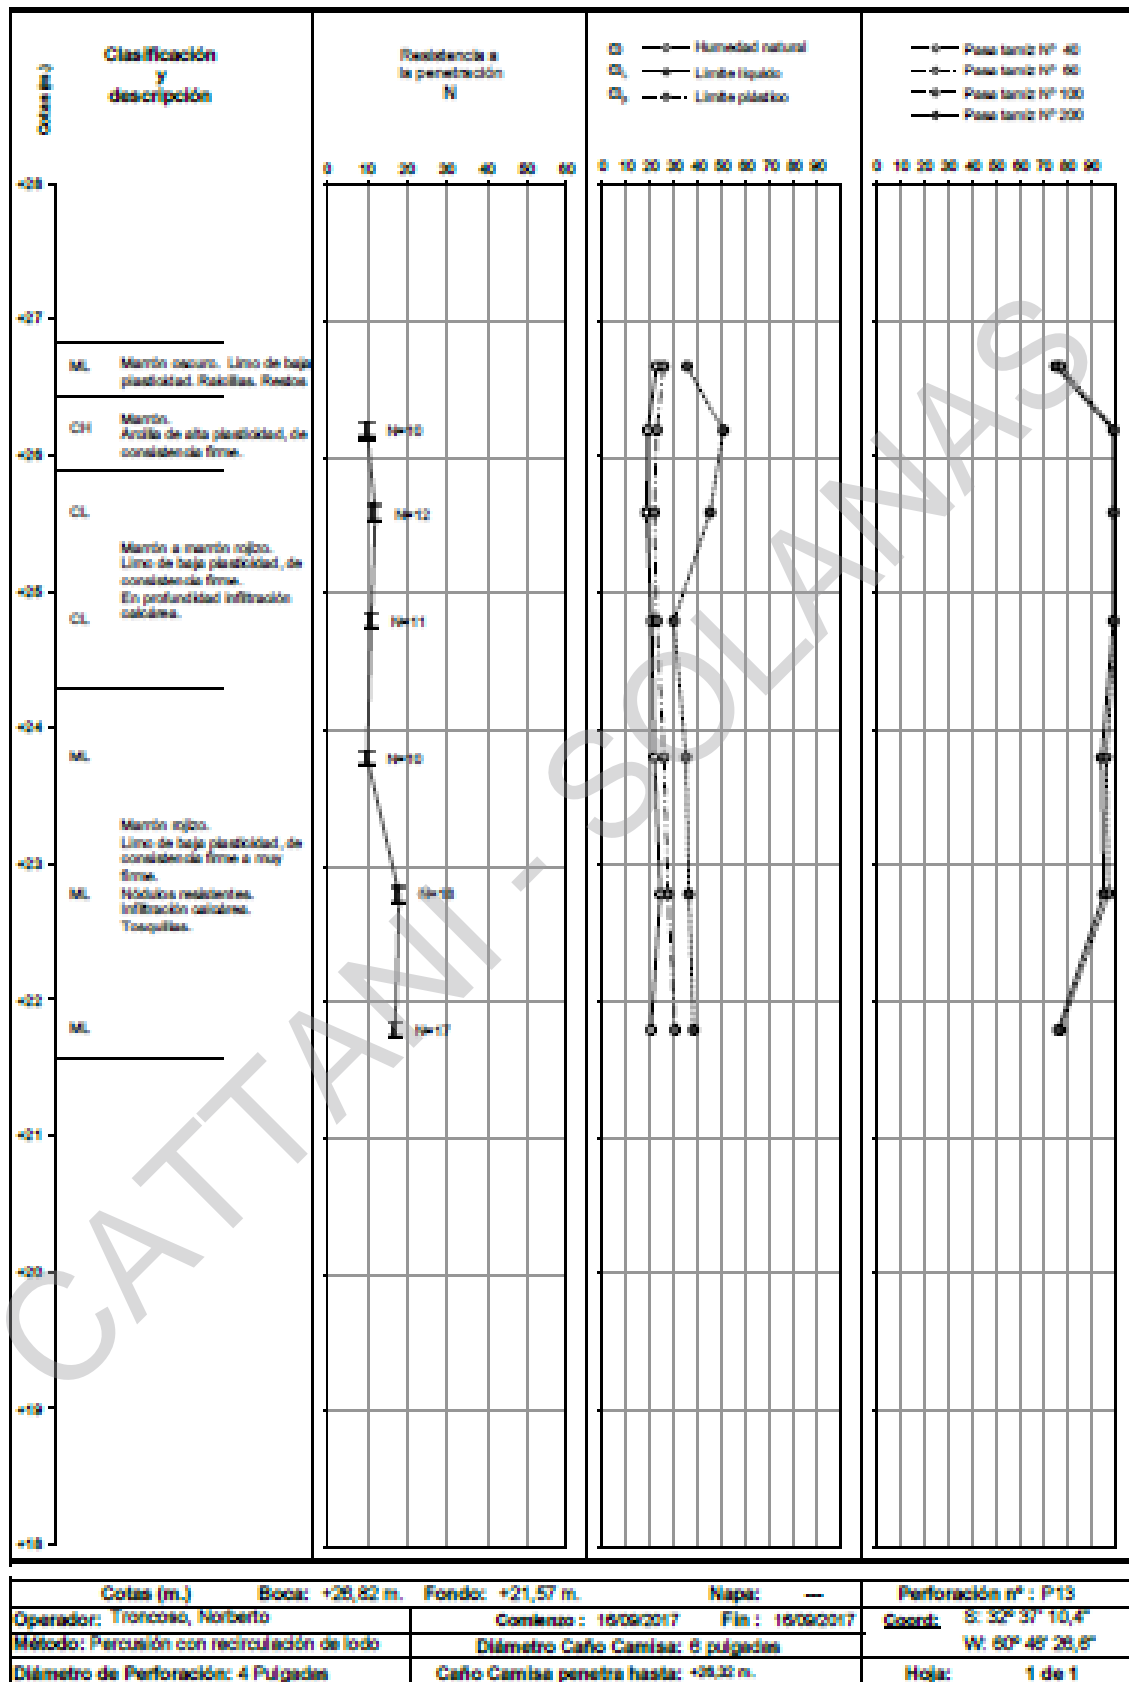 Clasificación
y
descripción
Cotas (m.)
Resistencia a
la penetración
N
Humedad natural
Límite líquido
Límite plástico
Pasa tamiz Nº 40
Pasa tamiz Nº 60
Pasa tamiz Nº 100
Pasa tamiz Nº 200
0 10 20 30 40 50 60
0 10 20 30 40 50 60 70 80 90
0 10 20 30 40 50 60 70 80 90
+28
+27
ML Marrón oscuro. Limo de baja
plasticidad. Raicillas. Restos
CH Marrón.
Arcilla de alta plasticidad, de
consistencia firme.
N=10
+26
CL
N=12
Marrón a marrón rojizo.
Limo de baja plasticidad, de
consistencia firme.
En profundidad infiltración
calcárea.
+25
CL
N=11
+24
ML
N=10
Marrón rojizo.
Limo de baja plasticidad, de
consistencia firme a muy
firme.
+23
ML Nódulos resistentes.
Infiltración calcárea.
Tosquillas.
N=18
+22
ML
N=17
+21
+20
+19
+18
CATTANI - SOLANAS
Cotas (m.) Boca: m. Fondo: +21,57 m. Napa: --- Perforación nº : P13
Operador: Troncoso, Norberto Comienzo : 16/09/2017 Fin : 16/09/2017 Coord: S: 32º 37' 10,4"
Método: Percusión con recirculación de lodo Diámetro Caño Camisa: 6 pulgadas W: 60º 46' 26,6"
Diámetro de Perforación: 4 Pulgadas Caño Camisa penetra hasta: m. Hoja: 1 de 1